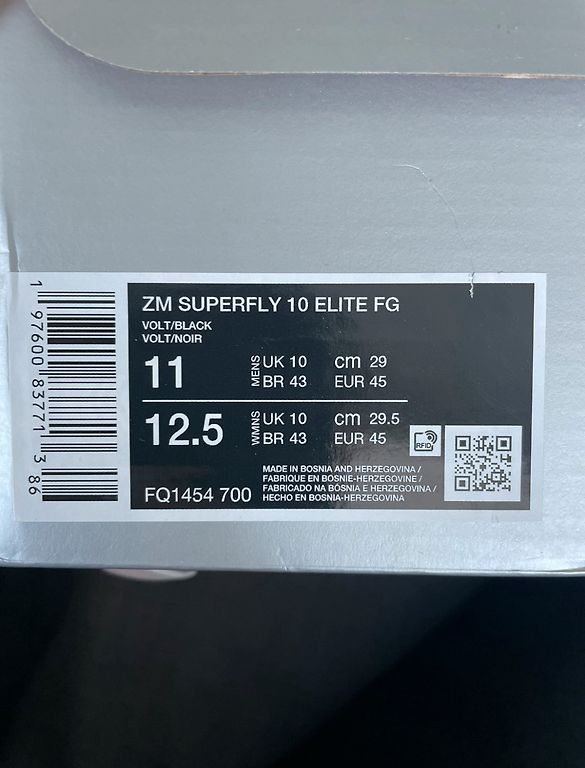 ZM SUPERFLY 10 ELITE FG
VOLT/BLACK
VOLT/NOIR
11 MENS UK 10 cm 29
BR 43 EUR 45
12.5 WMNS UK 10 cm 29.5
BR 43 EUR 45
RFID
MADE IN BOSNIA AND HERZEGOVINA /
FABRIQUE EN BOSNIE-HERZEGOVINE /
FABRICADO NA BÓSNIA E HERZEGOVINA /
HECHO EN BOSNIA-HERZEGOVINA
FQ1454 700
1 97600 83771 3 86